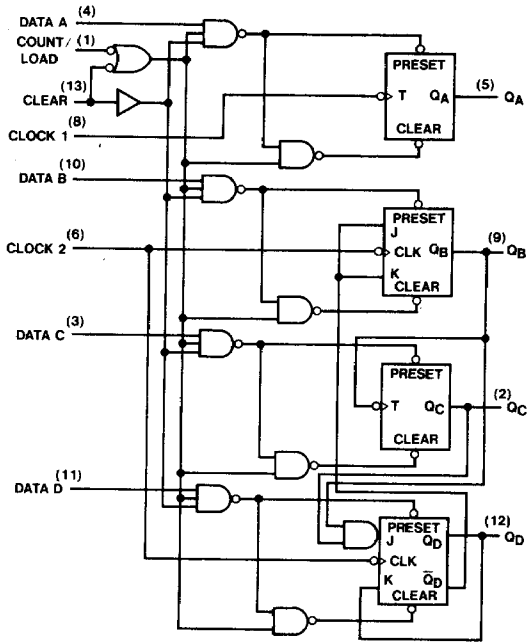 DATA A (4)
COUNT/ (1)
LOAD
CLEAR (13)
(8)
CLOCK 1
PRESET
T QA
CLEAR
(5)
QA
(10)
DATA B
(6)
CLOCK 2
PRESET
J
CLK QB
K
CLEAR
(9)
QB
(3)
DATA C
PRESET
T QC
CLEAR
(2)
QC
(11)
DATA D
PRESET
J QD
CLK
K Q̅D
CLEAR
(12)
QD